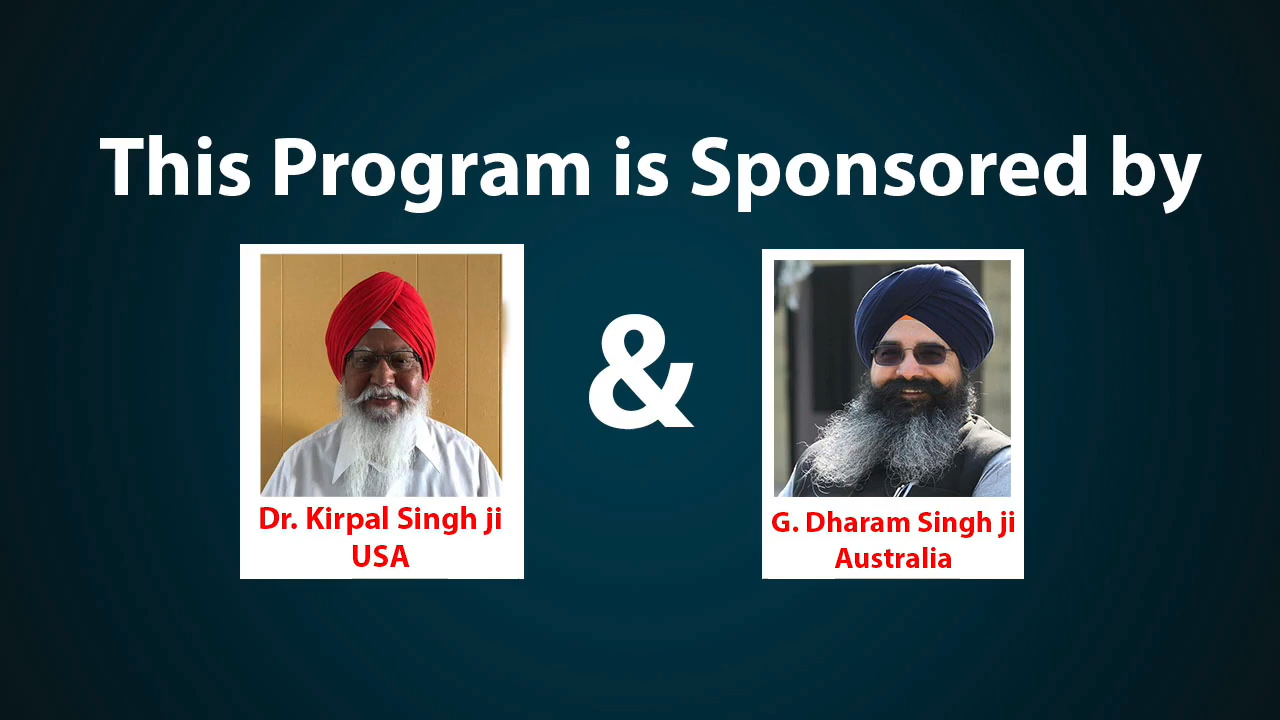 This Program is Sponsored by
&
Dr. Kirpal Singh ji
USA
G. Dharam Singh ji
Australia